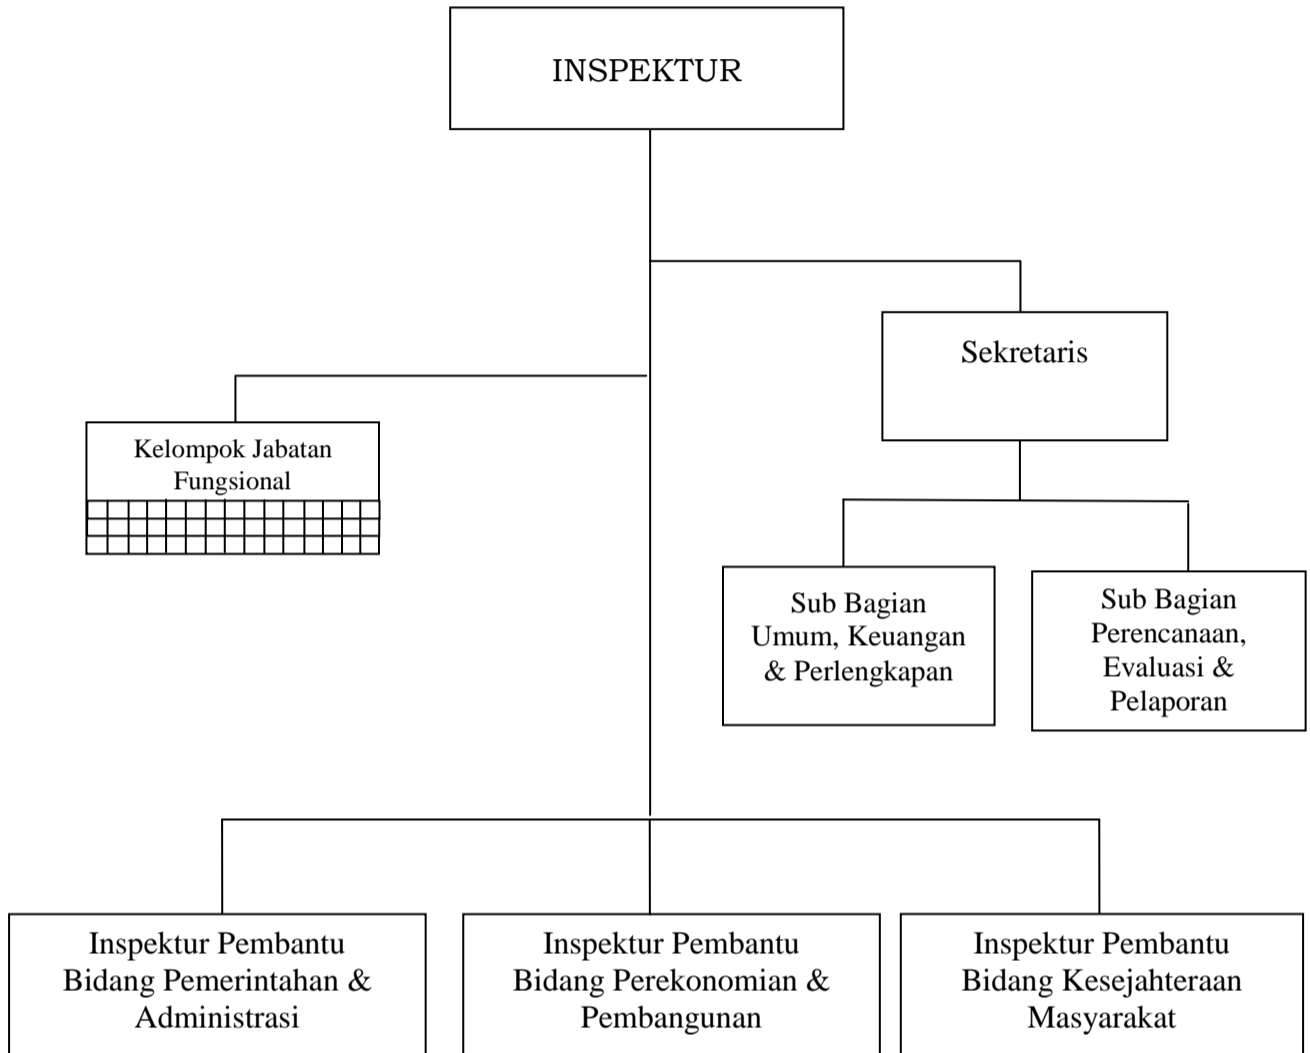 INSPEKTUR
Sekretaris
Kelompok Jabatan
Fungsional
Sub Bagian
Umum, Keuangan
& Perlengkapan
Sub Bagian
Perencanaan,
Evaluasi &
Pelaporan
Inspektur Pembantu
Bidang Pemerintahan &
Administrasi
Inspektur Pembantu
Bidang Perekonomian &
Pembangunan
Inspektur Pembantu
Bidang Kesejahteraan
Masyarakat